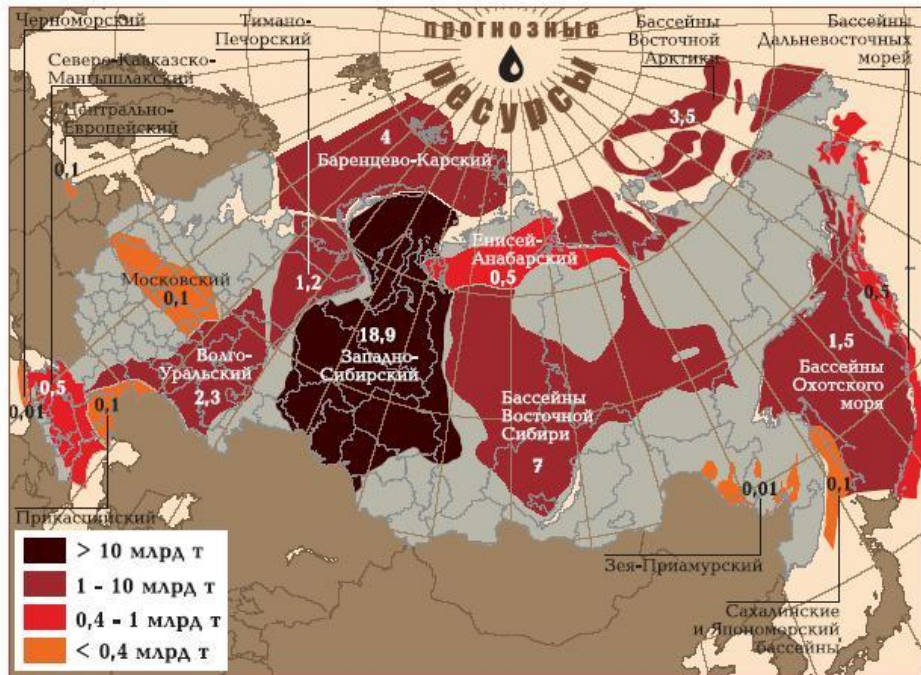 Черноморский
Тимано-
Печорский
прогнозные
ресурсы
Бассейны
Восточной
Арктики
Бассейны
Дальневосточных
морей
Северо-Кавказско-
Мангышлакский
Центрально-
Европейский
0,1
4
Баренцево-Карский
3,5
Енисей-
Анабарский
0,5
Московский
0,1
1,2
18,9
Западно-
Сибирский
Волго-
Уральский
2,3
0,5
0,01
0,1
Бассейны
Восточной
Сибири
7
0,5
1,5
Бассейны
Охотского
моря
0,01
0,1
Прикаспийский
Зея-Приамурский
Сахалинские
и Япономорский
бассейны
> 10 млрд т
1 - 10 млрд т
0,4 - 1 млрд т
< 0,4 млрд т